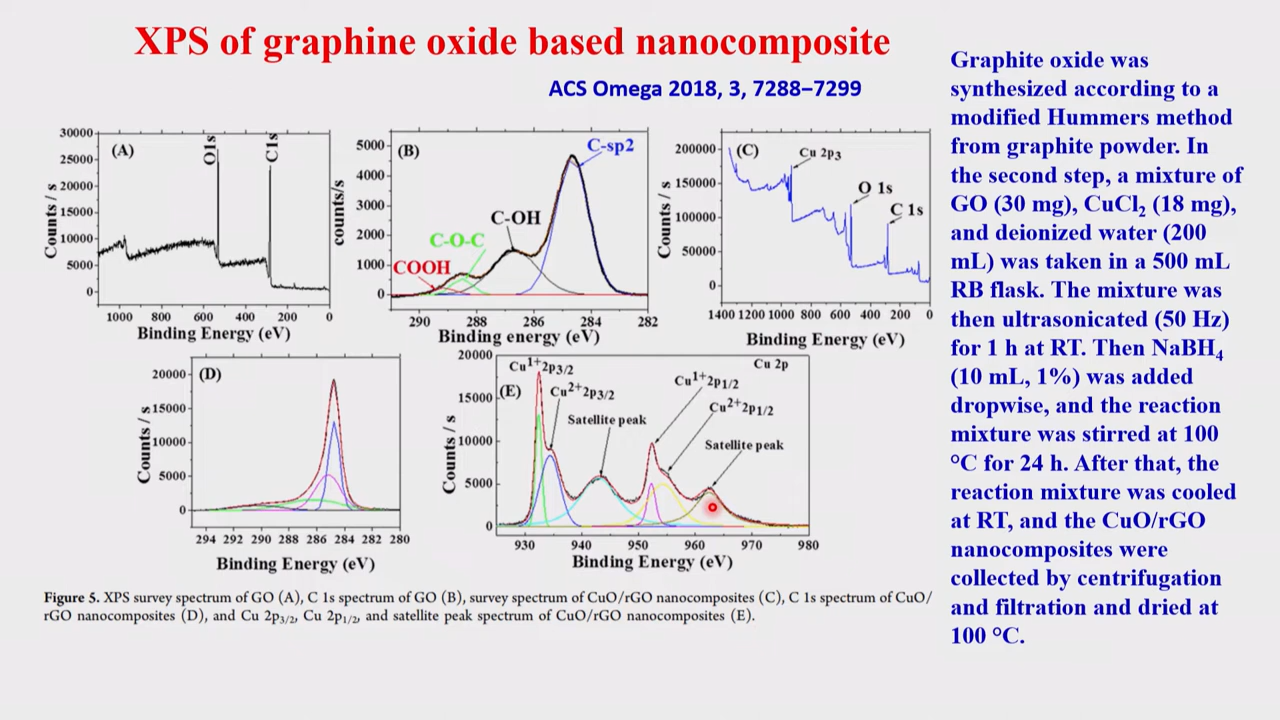 XPS of graphine oxide based nanocomposite
ACS Omega 2018, 3, 7288–7299
(A)
O1s
C1s
30000
25000
20000
15000
10000
5000
0
Counts / s
1000 800 600 400 200 0
Binding Energy (eV)
(B)
C-sp2
C-OH
C-O-C
COOH
5000
4000
3000
2000
1000
0
counts/s
290 288 286 284 282
Binding energy (eV)
(C)
Cu 2p3
O 1s
C 1s
200000
150000
100000
50000
0
Counts / s
1400 1200 1000 800 600 400 200 0
Binding Energy (eV)
(D)
20000
15000
10000
5000
0
Counts / s
294 292 290 288 286 284 282 280
Binding Energy (eV)
(E)
Cu1+2p3/2
Cu2+2p3/2
Satellite peak
Cu1+2p1/2
Cu 2p
Cu2+2p1/2
Satellite peak
20000
15000
10000
5000
0
Counts / s
930 940 950 960 970 980
Binding Energy (eV)
Figure 5. XPS survey spectrum of GO (A), C 1s spectrum of GO (B), survey spectrum of CuO/rGO nanocomposites (C), C 1s spectrum of CuO/
rGO nanocomposites (D), and Cu 2p3/2, Cu 2p1/2, and satellite peak spectrum of CuO/rGO nanocomposites (E).
Graphite oxide was
synthesized according to a
modified Hummers method
from graphite powder. In
the second step, a mixture of
GO (30 mg), CuCl2 (18 mg),
and deionized water (200
mL) was taken in a 500 mL
RB flask. The mixture was
then ultrasonicated (50 Hz)
for 1 h at RT. Then NaBH4
(10 mL, 1%) was added
dropwise, and the reaction
mixture was stirred at 100
°C for 24 h. After that, the
reaction mixture was cooled
at RT, and the CuO/rGO
nanocomposites were
collected by centrifugation
and filtration and dried at
100 °C.